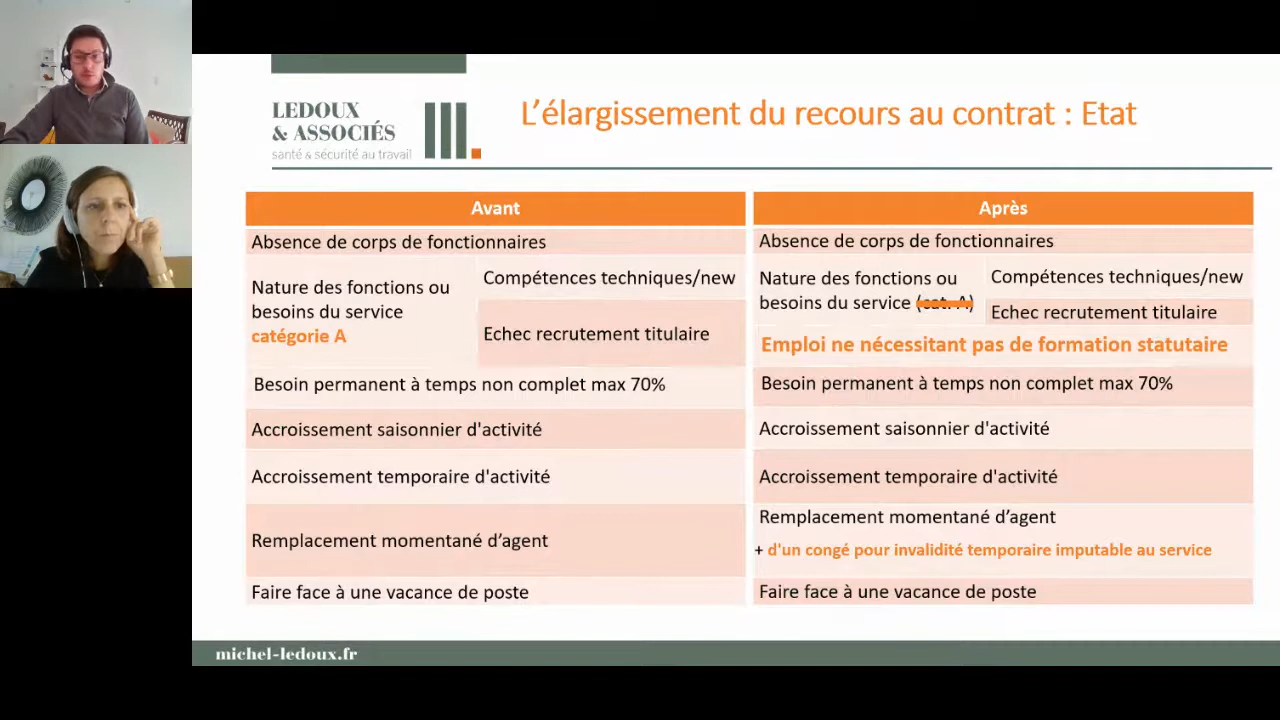 LEDOUX
& ASSOCIÉS
santé & sécurité au travail
L’élargissement du recours au contrat : Etat
Avant
Absence de corps de fonctionnaires
Nature des fonctions ou
besoins du service
catégorie A
Compétences techniques/new
Echec recrutement titulaire
Besoin permanent à temps non complet max 70%
Accroissement saisonnier d'activité
Accroissement temporaire d'activité
Remplacement momentané d’agent
Faire face à une vacance de poste
Après
Absence de corps de fonctionnaires
Nature des fonctions ou
besoins du service (cat. A)
Compétences techniques/new
Echec recrutement titulaire
Emploi ne nécessitant pas de formation statutaire
Besoin permanent à temps non complet max 70%
Accroissement saisonnier d'activité
Accroissement temporaire d'activité
Remplacement momentané d’agent
+ d'un congé pour invalidité temporaire imputable au service
Faire face à une vacance de poste
michel-ledoux.fr